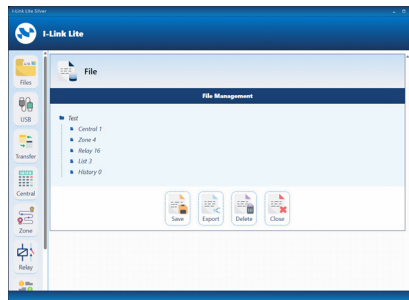 I-Link Lite Silver
I-Link Lite
Files
USB
Transfer
Central
Zone
Relay
File
File Management
Test
Central 1
Zone 4
Relay 16
List 3
History 0
Save
Export
Delete
Close